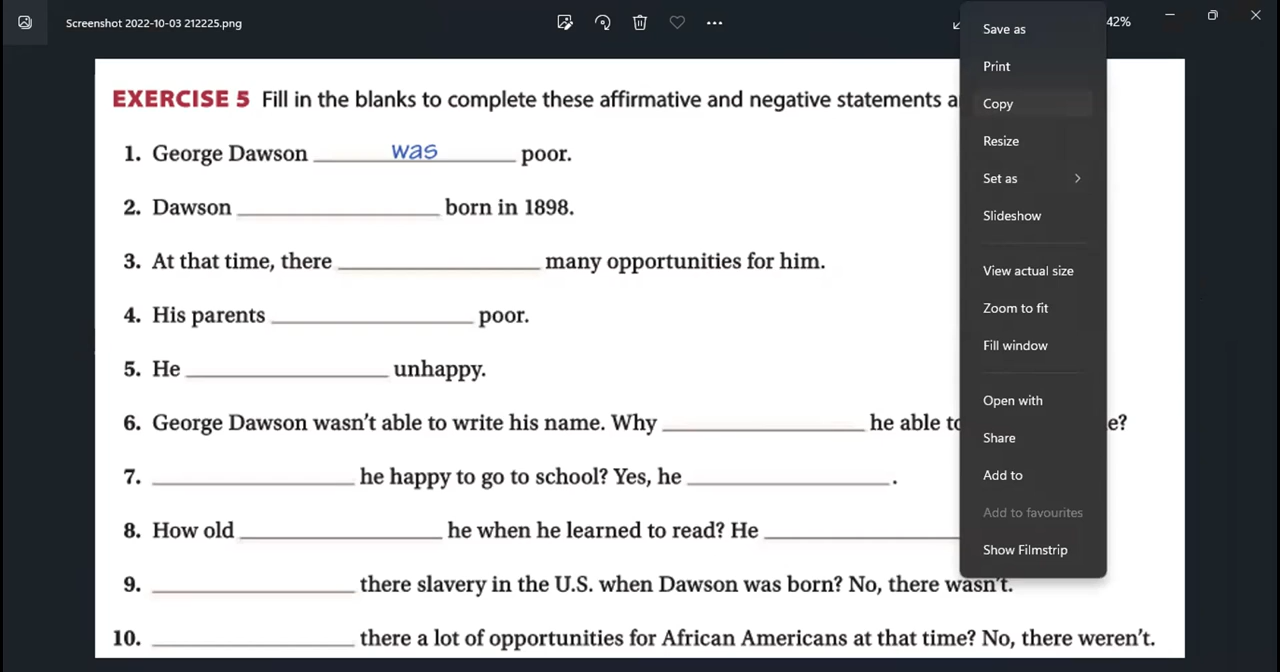 Screenshot 2022-10-03 212225.png
42%
Save as
Print
Copy
Resize
Set as
Slideshow
View actual size
Zoom to fit
Fill window
Open with
Share
Add to
Add to favourites
Show Filmstrip
EXERCISE 5 Fill in the blanks to complete these affirmative and negative statements a
1. George Dawson was poor.
2. Dawson born in 1898.
3. At that time, there many opportunities for him.
4. His parents poor.
5. He unhappy.
6. George Dawson wasn't able to write his name. Why he able to e?
7. he happy to go to school? Yes, he .
8. How old he when he learned to read? He
9. there slavery in the U.S. when Dawson was born? No, there wasn't.
10. there a lot of opportunities for African Americans at that time? No, there weren't.